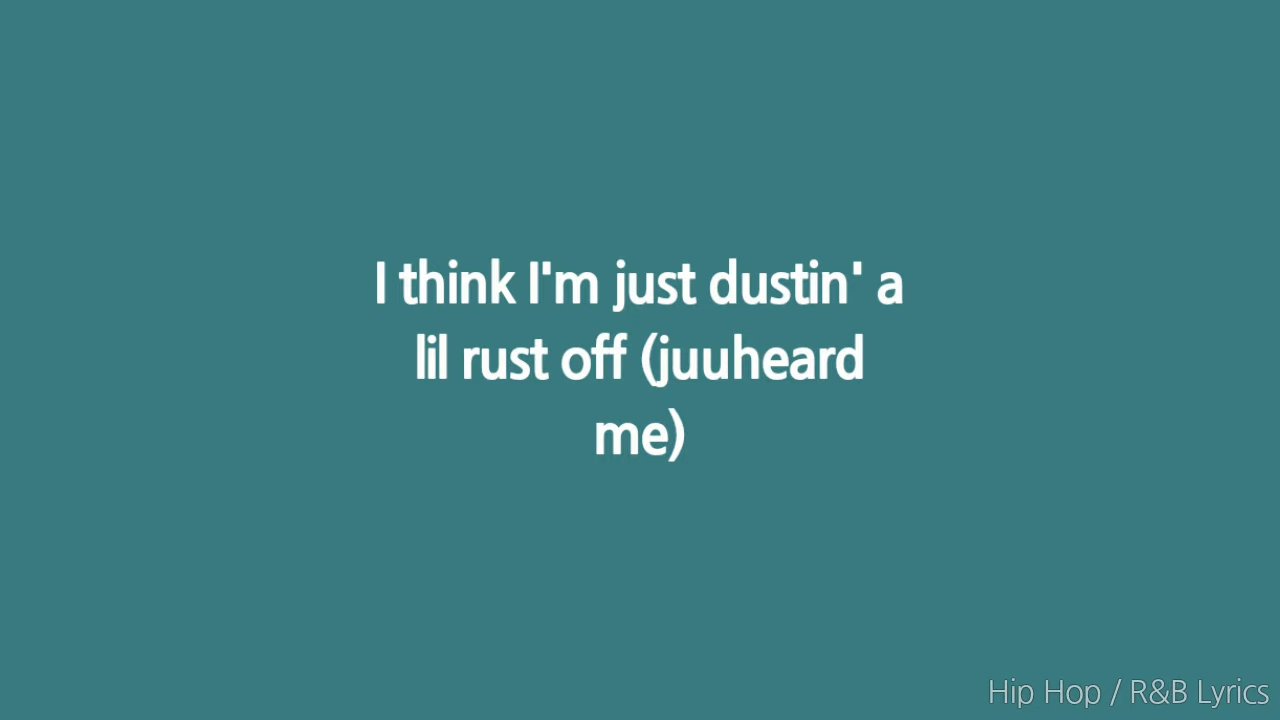 I think I'm just dustin' a
lil rust off (juuheard
me)
Hip Hop / R&B Lyrics